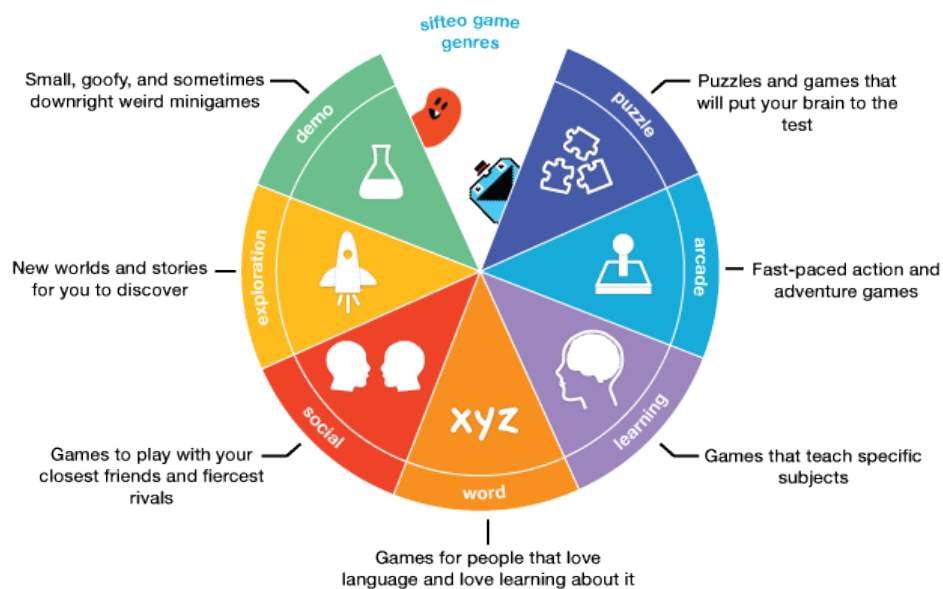 sifteo game
genres
demo
Small, goofy, and sometimes
downright weird minigames
puzzle
Puzzles and games that
will put your brain to the
test
exploration
New worlds and stories
for you to discover
arcade
Fast-paced action and
adventure games
social
Games to play with your
closest friends and fiercest
rivals
xyz
word
Games for people that love
language and love learning about it
learning
Games that teach specific
subjects